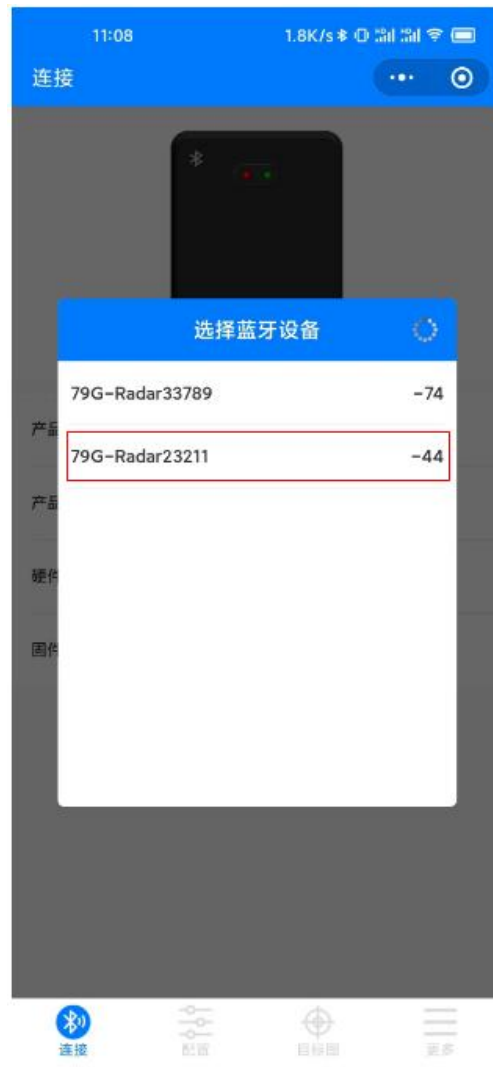 11:08
1.8K/s
连接
选择蓝牙设备
79G-Radar33789 -74
产品
79G-Radar23211 -44
产品
硬件
固件
连接 配置 目标图 更多